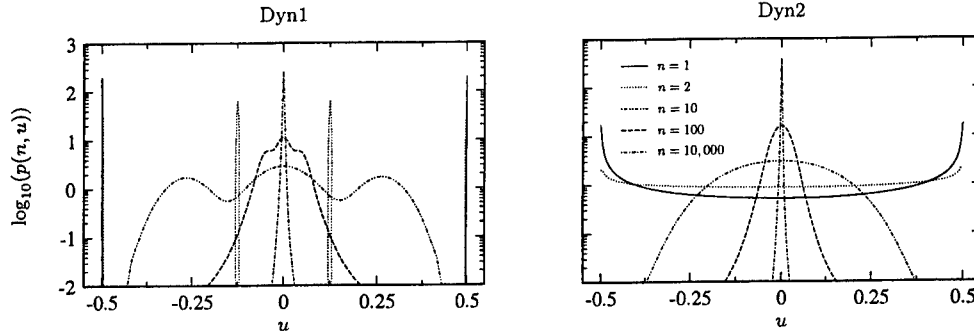 Dyn1
Dyn2
log₁₀(p(n, u))
3
2
1
0
-1
-2
-0.5
-0.25
0
0.25
0.5
u
n = 1
n = 2
n = 10
n = 100
n = 10,000
-0.5
-0.25
0
0.25
0.5
u